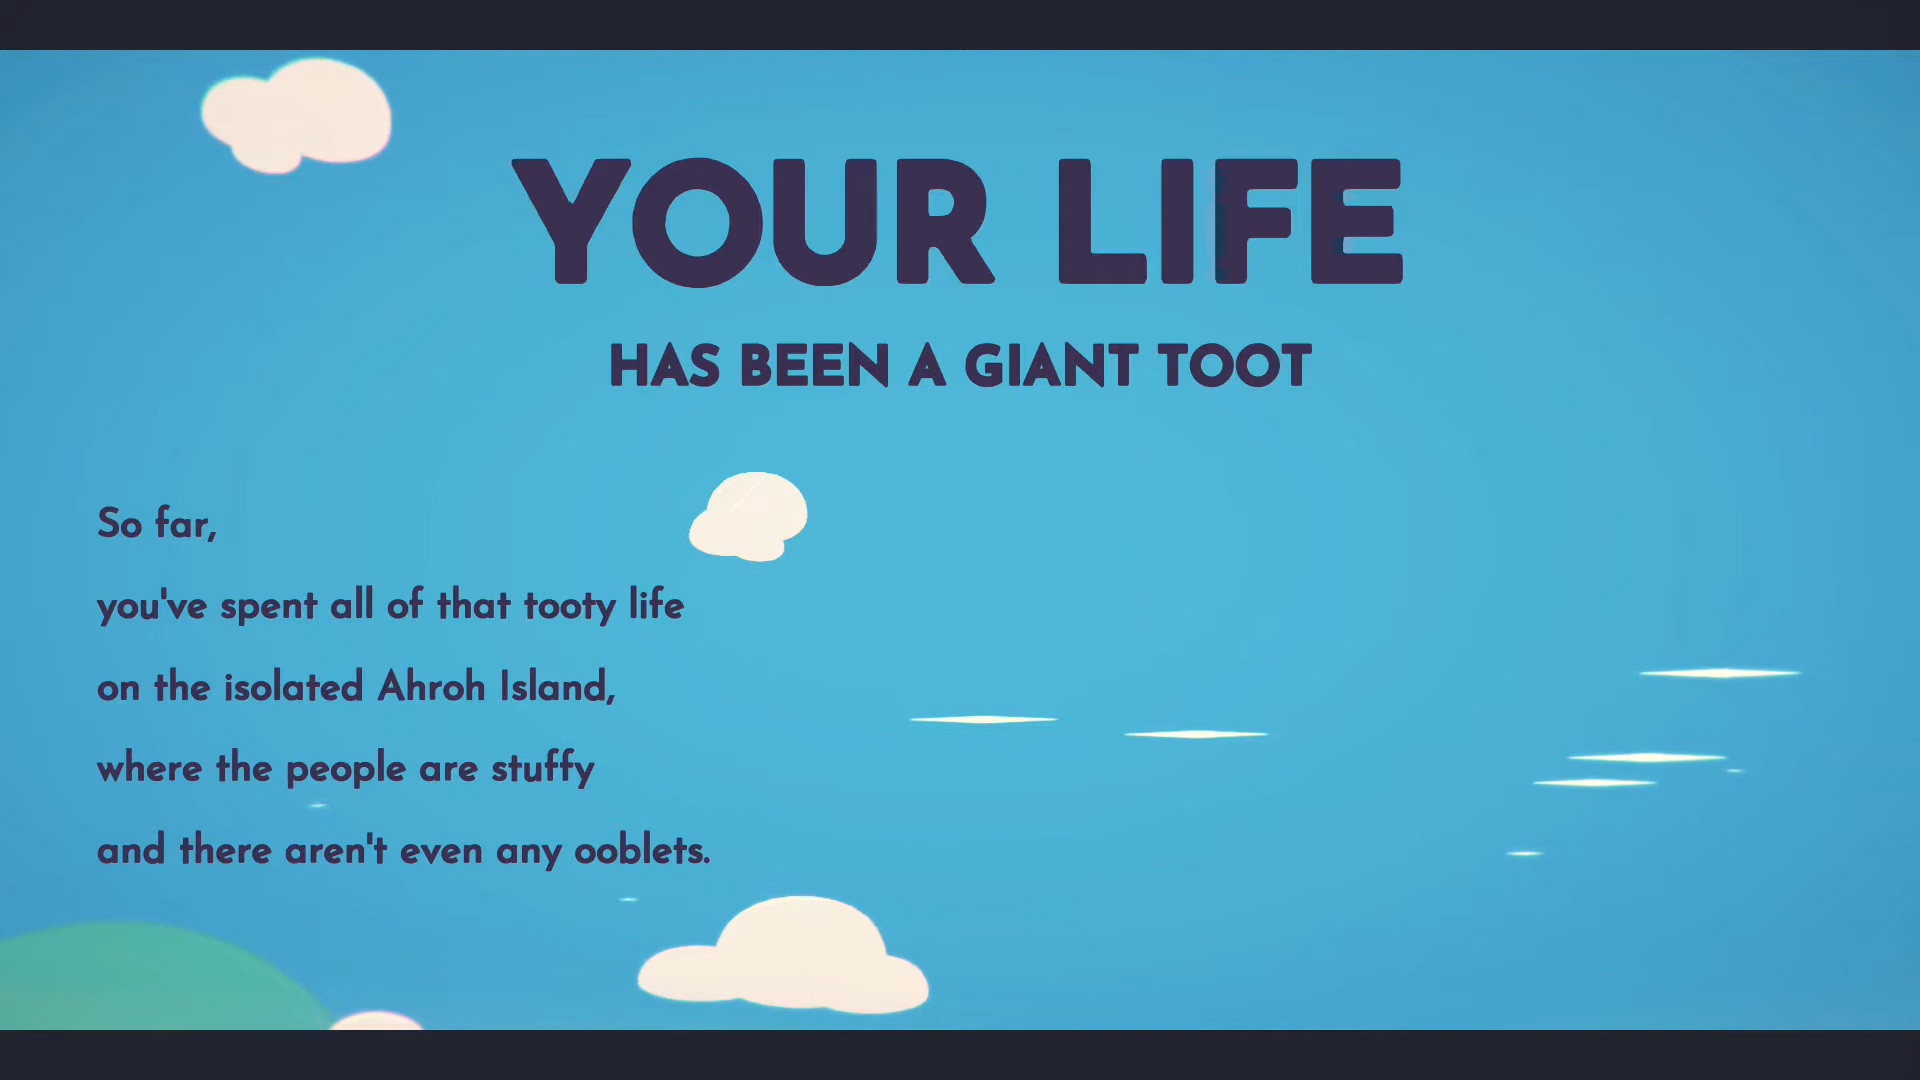 YOUR LIFE
HAS BEEN A GIANT TOOT
So far,
you've spent all of that tooty life
on the isolated Ahroh Island,
where the people are stuffy
and there aren't even any ooblets.